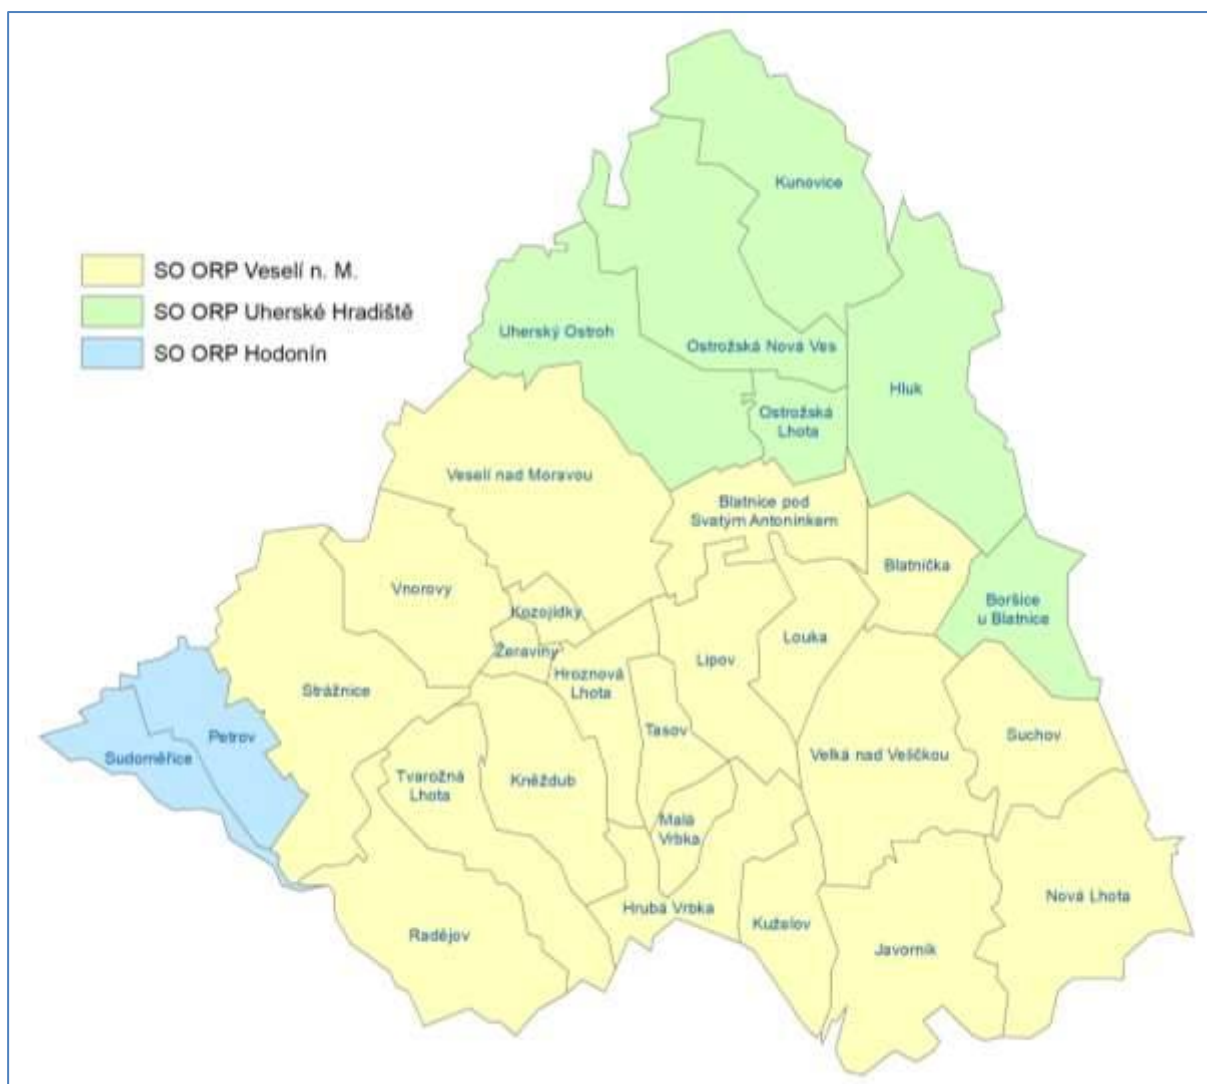 Kunovice
SO ORP Veselí n. M.
SO ORP Uherské Hradiště
SO ORP Hodonín
Uherský Ostroh
Ostrožská Nová Ves
Hluk
Ostrožská
Lhota
Veselí nad Moravou
Blatnice pod
Svatým Antonínkem
Blatnička
Vnorovy
Kozojídky
Boršice
u Blatnice
Žeraviny
Louka
Lipov
Hroznová
Lhota
Strážnice
Tasov
Petrov
Suchov
Sudoměřice
Velká nad Veličkou
Tvarožná
Lhota
Kněždub
Malá
Vrbka
Nová Lhota
Hrubá Vrbka
Kuželov
Radějov
Javorník